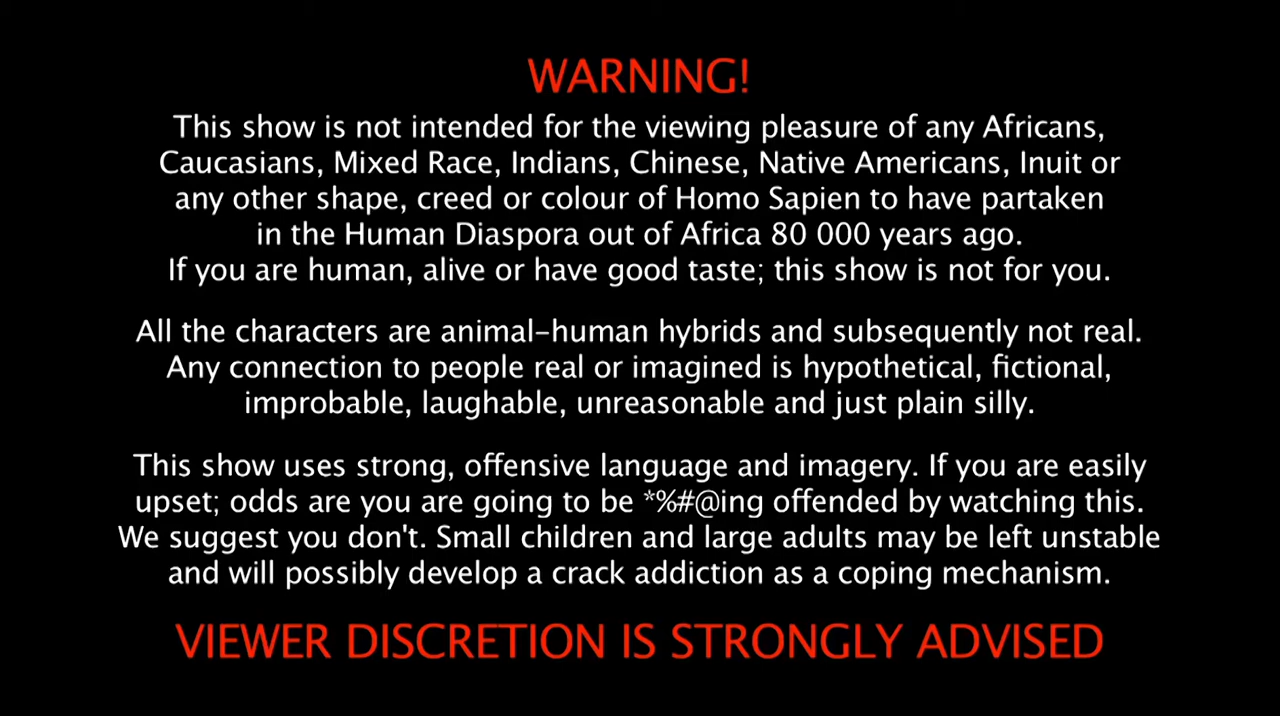 WARNING!
This show is not intended for the viewing pleasure of any Africans,
Caucasians, Mixed Race, Indians, Chinese, Native Americans, Inuit or
any other shape, creed or colour of Homo Sapien to have partaken
in the Human Diaspora out of Africa 80 000 years ago.
If you are human, alive or have good taste; this show is not for you.
All the characters are animal-human hybrids and subsequently not real.
Any connection to people real or imagined is hypothetical, fictional,
improbable, laughable, unreasonable and just plain silly.
This show uses strong, offensive language and imagery. If you are easily
upset; odds are you are going to be *%#@ing offended by watching this.
We suggest you don't. Small children and large adults may be left unstable
and will possibly develop a crack addiction as a coping mechanism.
VIEWER DISCRETION IS STRONGLY ADVISED